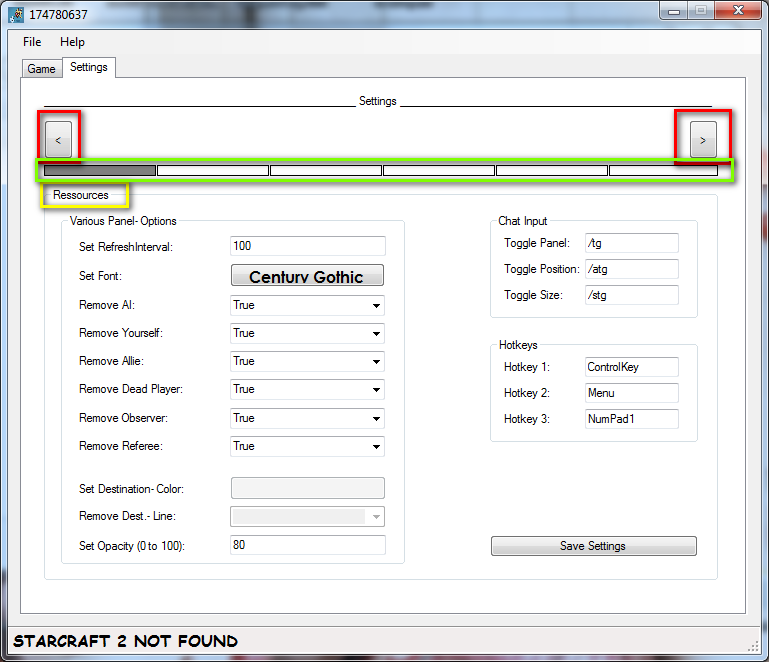 174780637
File Help
Game Settings
Settings
< >
Ressources
Various Panel- Options
Set RefreshInterval: 100
Set Font: Century Gothic
Remove AI: True
Remove Yourself: True
Remove Allie: True
Remove Dead Player: True
Remove Observer: True
Remove Referee: True
Set Destination- Color:
Remove Dest.- Line:
Set Opacity (0 to 100): 80
Chat Input
Toggle Panel: /tg
Toggle Position: /atg
Toggle Size: /stg
Hotkeys
Hotkey 1: ControlKey
Hotkey 2: Menu
Hotkey 3: NumPad1
Save Settings
STARCRAFT 2 NOT FOUND